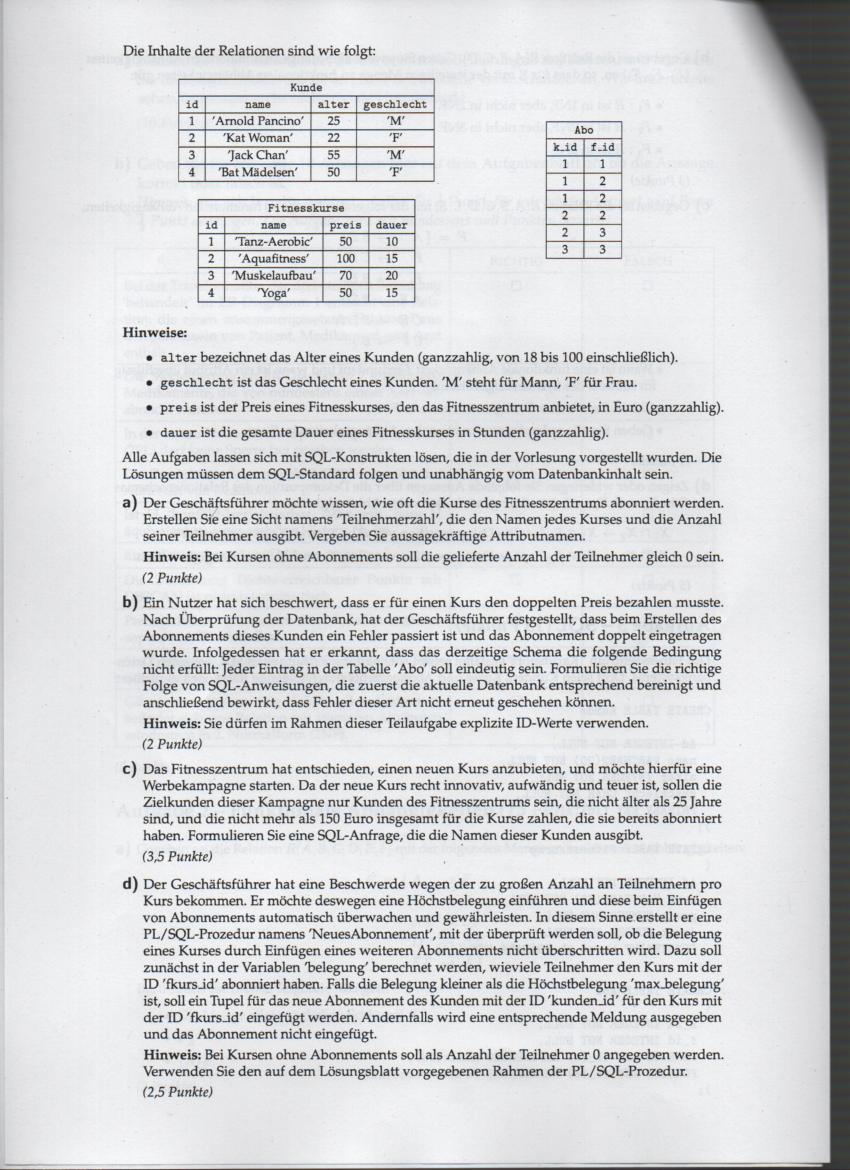 Die Inhalte der Relationen sind wie folgt:
Kunde
id name alter geschlecht
1 'Arnold Pancino' 25 'M'
2 'Kat Woman' 22 'F'
3 'Jack Chan' 55 'M'
4 'Bat Mädelsen' 50 'F'
Abo
k_id f_id
1 1
1 2
1 2
2 2
2 3
3 3
Fitnesskurse
id name preis dauer
1 'Tanz-Aerobic' 50 10
2 'Aquafitness' 100 15
3 'Muskelaufbau' 70 20
4 'Yoga' 50 15
Hinweise:
• alter bezeichnet das Alter eines Kunden (ganzzahlig, von 18 bis 100 einschließlich).
• geschlecht ist das Geschlecht eines Kunden. 'M' steht für Mann, 'F' für Frau.
• preis ist der Preis eines Fitnesskurses, den das Fitnesszentrum anbietet, in Euro (ganzzahlig).
• dauer ist die gesamte Dauer eines Fitnesskurses in Stunden (ganzzahlig).
Alle Aufgaben lassen sich mit SQL-Konstrukten lösen, die in der Vorlesung vorgestellt wurden. Die
Lösungen müssen dem SQL-Standard folgen und unabhängig vom Datenbankinhalt sein.
a) Der Geschäftsführer möchte wissen, wie oft die Kurse des Fitnesszentrums abonniert werden.
Erstellen Sie eine Sicht namens 'Teilnehmerzahl', die den Namen jedes Kurses und die Anzahl
seiner Teilnehmer ausgibt. Vergeben Sie aussagekräftige Attributnamen.
Hinweis: Bei Kursen ohne Abonnements soll die gelieferte Anzahl der Teilnehmer gleich 0 sein.
(2 Punkte)
b) Ein Nutzer hat sich beschwert, dass er für einen Kurs den doppelten Preis bezahlen musste.
Nach Überprüfung der Datenbank, hat der Geschäftsführer festgestellt, dass beim Erstellen des
Abonnements dieses Kunden ein Fehler passiert ist und das Abonnement doppelt eingetragen
wurde. Infolgedessen hat er erkannt, dass das derzeitige Schema die folgende Bedingung
nicht erfüllt: Jeder Eintrag in der Tabelle 'Abo' soll eindeutig sein. Formulieren Sie die richtige
Folge von SQL-Anweisungen, die zuerst die aktuelle Datenbank entsprechend bereinigt und
anschließend bewirkt, dass Fehler dieser Art nicht erneut geschehen können.
Hinweis: Sie dürfen im Rahmen dieser Teilaufgabe explizite ID-Werte verwenden.
(2 Punkte)
c) Das Fitnesszentrum hat entschieden, einen neuen Kurs anzubieten, und möchte hierfür eine
Werbekampagne starten. Da der neue Kurs recht innovativ, aufwändig und teuer ist, sollen die
Zielkunden dieser Kampagne nur Kunden des Fitnesszentrums sein, die nicht älter als 25 Jahre
sind, und die nicht mehr als 150 Euro insgesamt für die Kurse zahlen, die sie bereits abonniert
haben. Formulieren Sie eine SQL-Anfrage, die die Namen dieser Kunden ausgibt.
(3,5 Punkte)
d) Der Geschäftsführer hat eine Beschwerde wegen der zu großen Anzahl an Teilnehmern pro
Kurs bekommen. Er möchte deswegen eine Höchstbelegung einführen und diese beim Einfügen
von Abonnements automatisch überwachen und gewährleisten. In diesem Sinne erstellt er eine
PL/SQL-Prozedur namens 'NeuesAbonnement', mit der überprüft werden soll, ob die Belegung
eines Kurses durch Einfügen eines weiteren Abonnements nicht überschritten wird. Dazu soll
zunächst in der Variablen 'belegung' berechnet werden, wieviele Teilnehmer den Kurs mit der
ID 'fkurs_id' abonniert haben. Falls die Belegung kleiner als die Höchstbelegung 'max_belegung'
ist, soll ein Tupel für das neue Abonnement des Kunden mit der ID 'kunden_id' für den Kurs mit
der ID 'fkurs_id' eingefügt werden. Andernfalls wird eine entsprechende Meldung ausgegeben
und das Abonnement nicht eingefügt.
Hinweis: Bei Kursen ohne Abonnements soll als Anzahl der Teilnehmer 0 angegeben werden.
Verwenden Sie den auf dem Lösungsblatt vorgegebenen Rahmen der PL/SQL-Prozedur.
(2,5 Punkte)